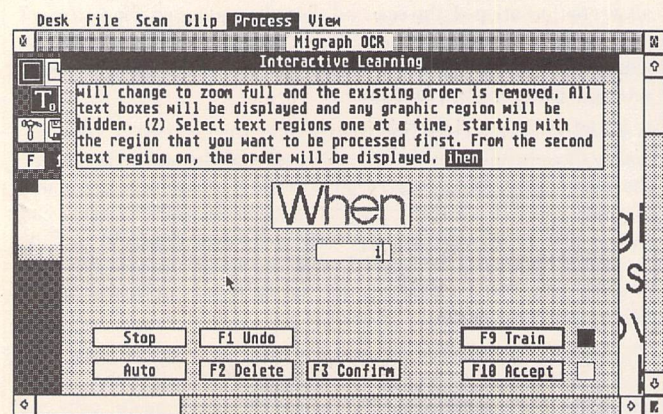 Desk File Scan Clip Process View
Migraph OCR
Interactive Learning
will change to zoom full and the existing order is removed. All
text boxes will be displayed and any graphic region will be
hidden. (2) Select text regions one at a time, starting with
the region that you want to be processed first. From the second
text region on, the order will be displayed. ihen
When
i
Stop F1 Undo F9 Train
Auto F2 Delete F3 Confirm F10 Accept